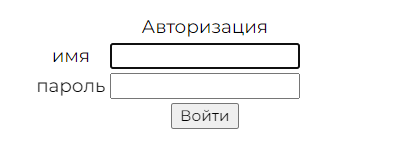 Авторизация
имя
пароль
Войти